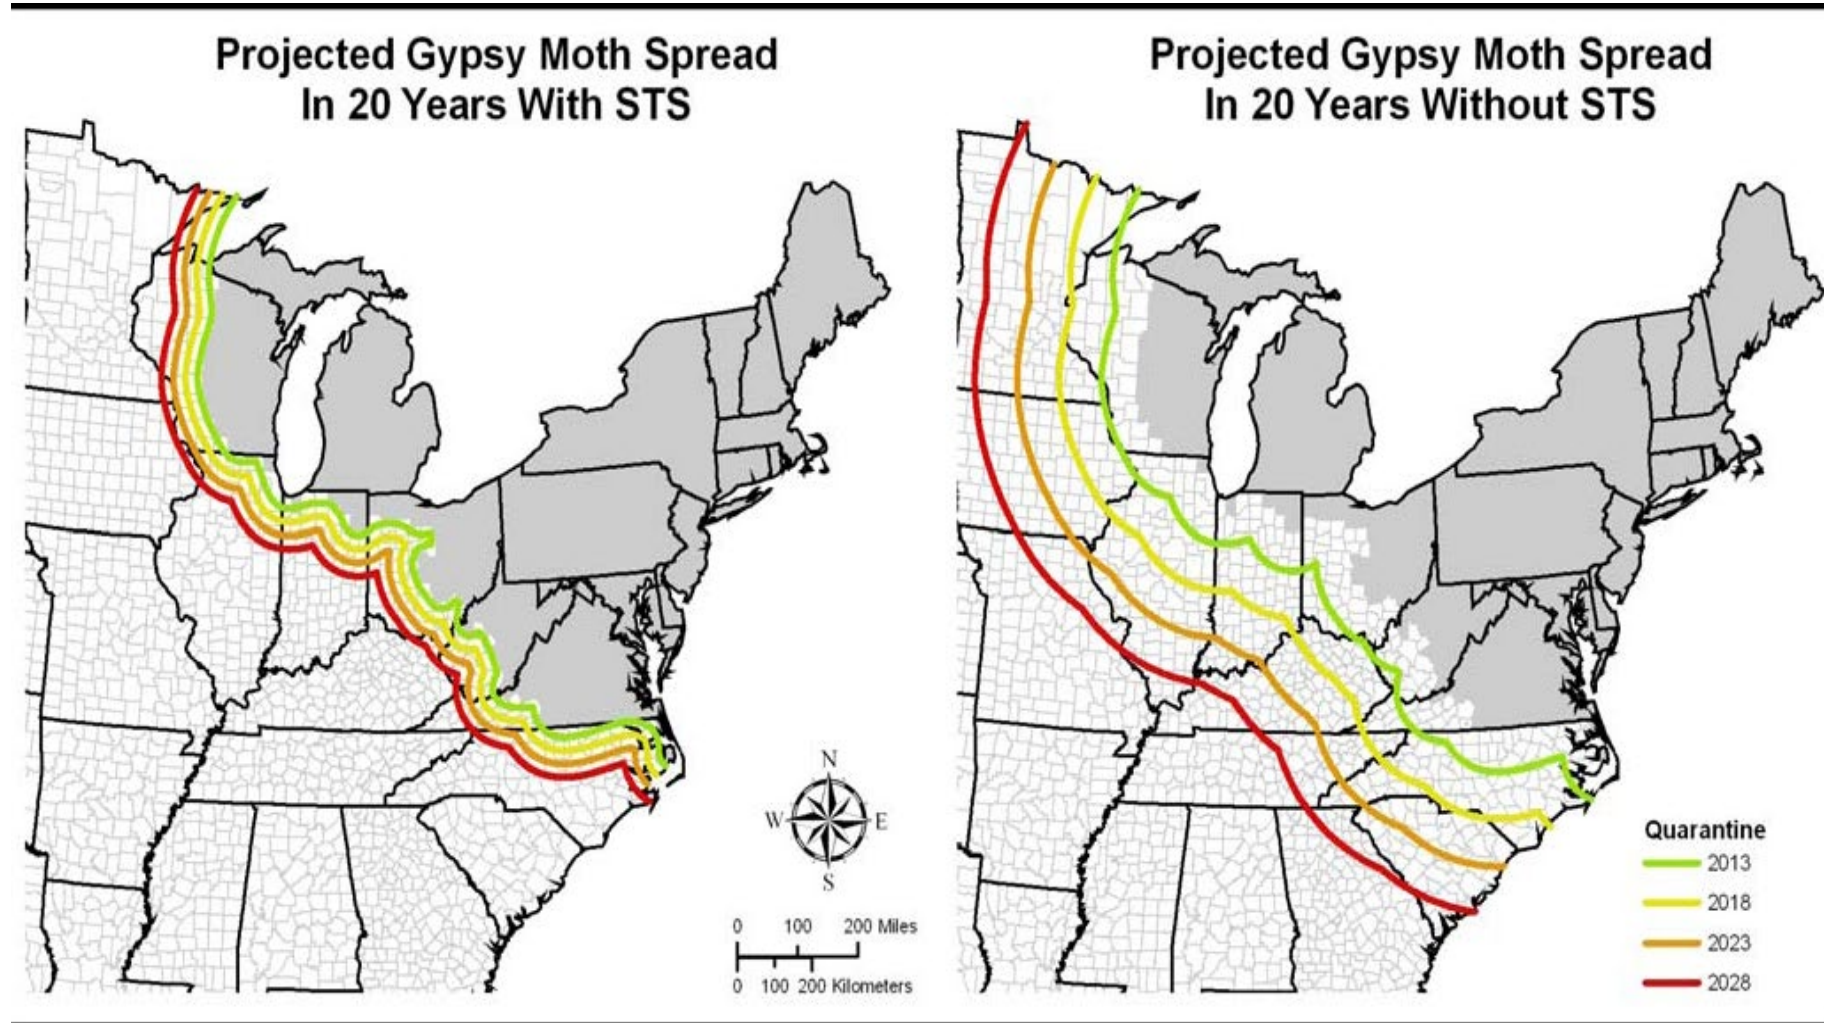 Projected Gypsy Moth Spread
In 20 Years With STS
Projected Gypsy Moth Spread
In 20 Years Without STS
N
W E
S
0 100 200 Miles
0 100 200 Kilometers
Quarantine
2013
2018
2023
2028